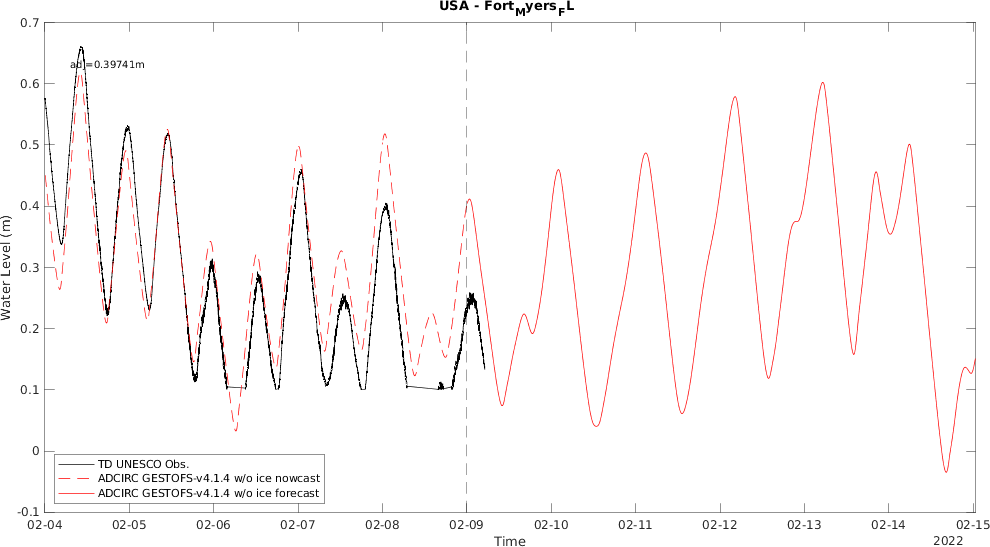 USA - Fort_Myers_FL
0.7
0.6
0.5
0.4
0.3
0.2
0.1
0
-0.1
Water Level (m)
adj=0.39741m
TD UNESCO Obs.
ADCIRC GESTOFS-v4.1.4 w/o ice nowcast
ADCIRC GESTOFS-v4.1.4 w/o ice forecast
02-04 02-05 02-06 02-07 02-08 02-09 02-10 02-11 02-12 02-13 02-14 02-15
Time
2022